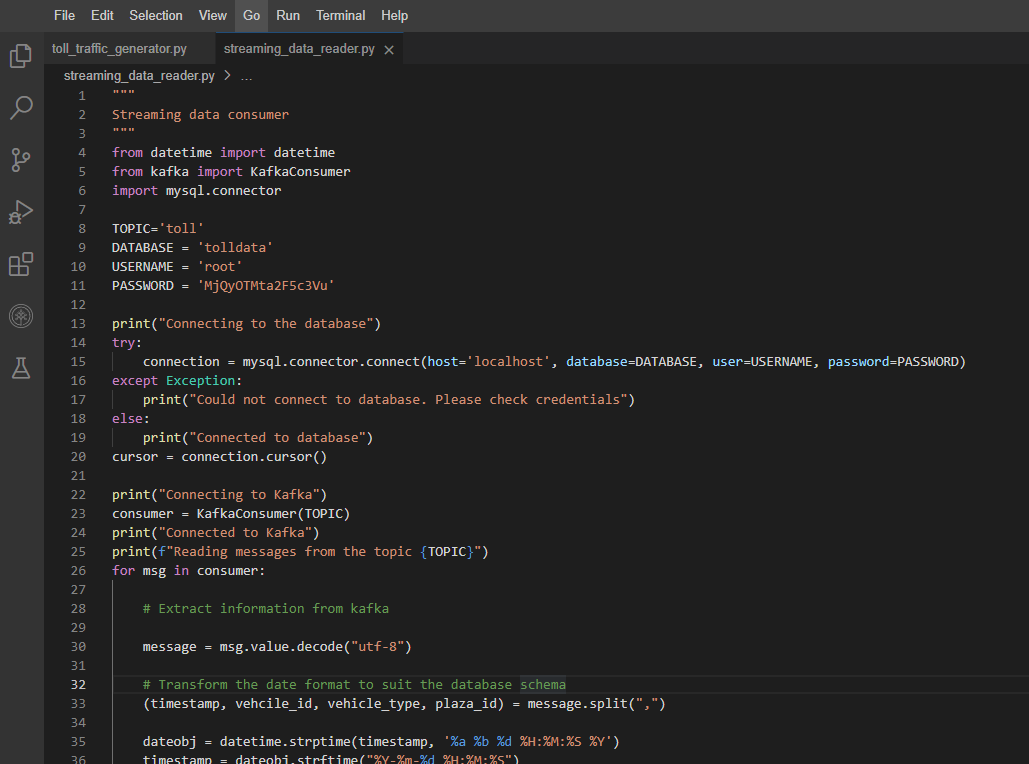 File Edit Selection View Go Run Terminal Help
toll_traffic_generator.py streaming_data_reader.py ×
streaming_data_reader.py > ...
1 """
2 Streaming data consumer
3 """
4 from datetime import datetime
5 from kafka import KafkaConsumer
6 import mysql.connector
7
8 TOPIC='toll'
9 DATABASE = 'tolldata'
10 USERNAME = 'root'
11 PASSWORD = 'MjQyOTMta2F5c3Vu'
12
13 print("Connecting to the database")
14 try:
15     connection = mysql.connector.connect(host='localhost', database=DATABASE, user=USERNAME, password=PASSWORD)
16 except Exception:
17     print("Could not connect to database. Please check credentials")
18 else:
19     print("Connected to database")
20 cursor = connection.cursor()
21
22 print("Connecting to Kafka")
23 consumer = KafkaConsumer(TOPIC)
24 print("Connected to Kafka")
25 print(f"Reading messages from the topic {TOPIC}")
26 for msg in consumer:
27
28     # Extract information from kafka
29
30     message = msg.value.decode("utf-8")
31
32     # Transform the date format to suit the database schema
33     (timestamp, vehcile_id, vehicle_type, plaza_id) = message.split(",")
34
35     dateobj = datetime.strptime(timestamp, '%a %b %d %H:%M:%S %Y')
36     timestamp = dateobj.strftime("%Y-%m-%d %H:%M:%S")